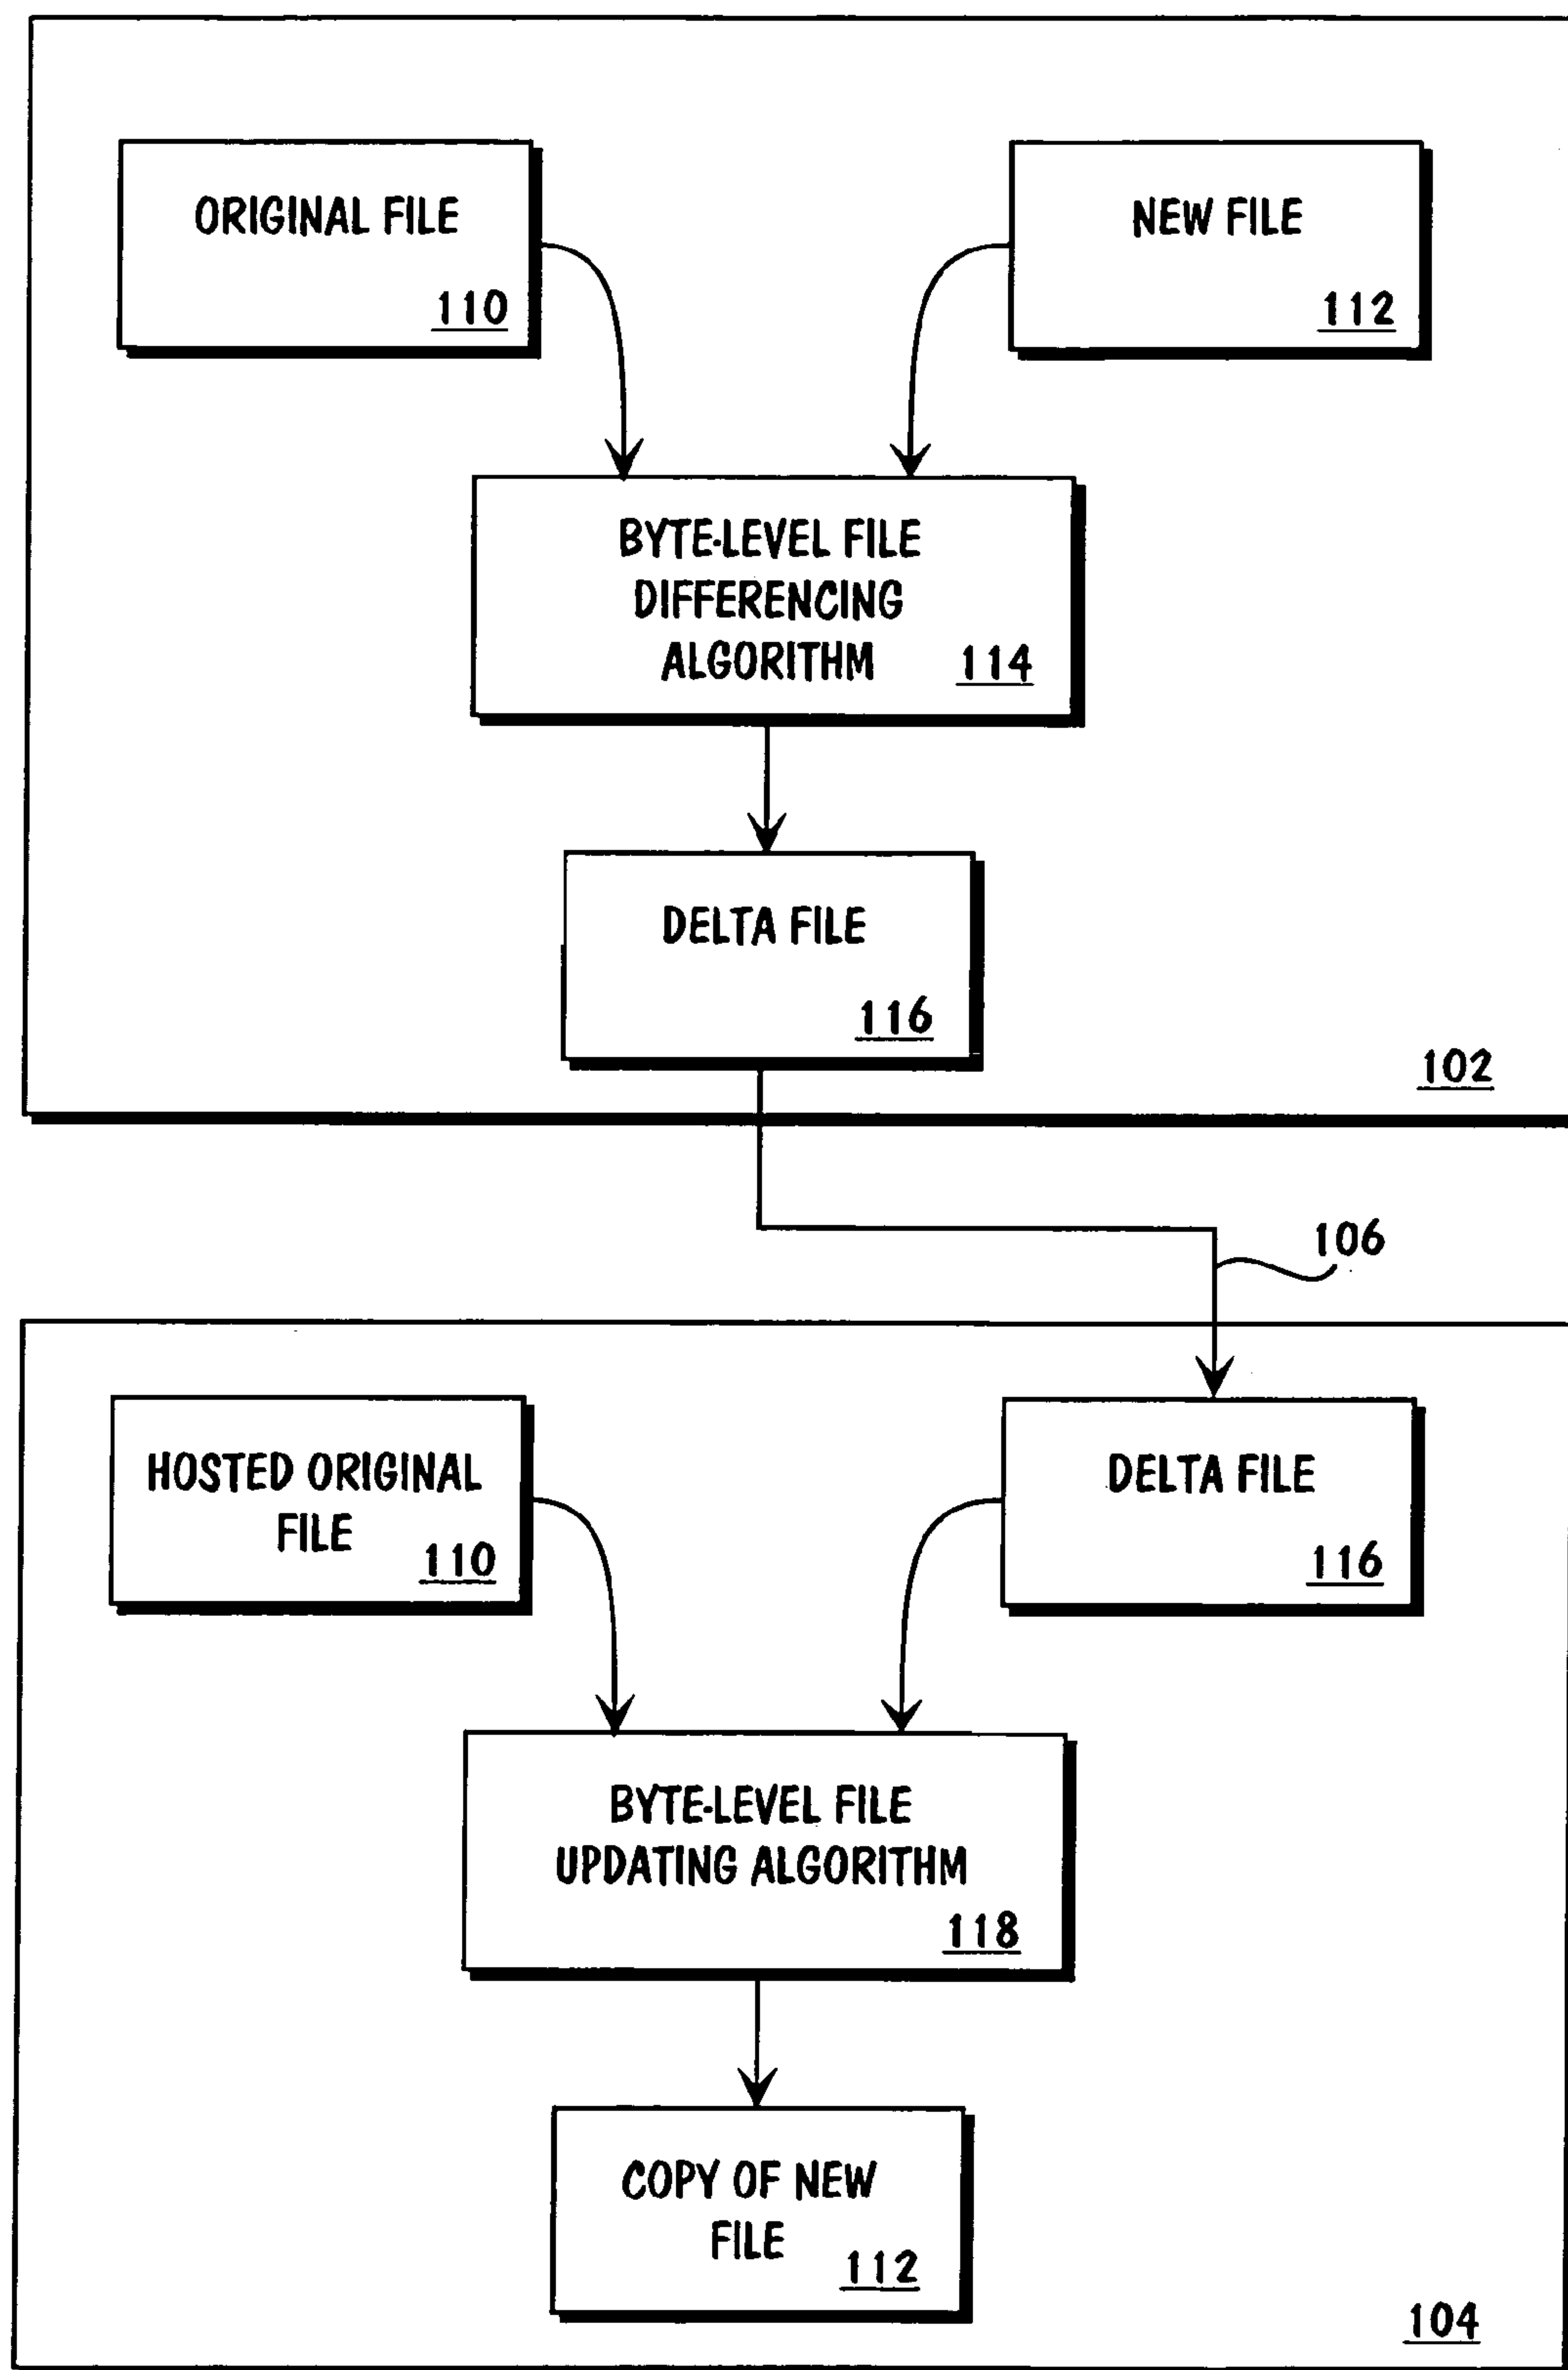 ORIGINAL FILE
110
NEW FILE
112
BYTE-LEVEL FILE
DIFFERENCING
ALGORITHM 114
DELTA FILE
116
102
106
HOSTED ORIGINAL
FILE 110
DELTA FILE
116
BYTE-LEVEL FILE
UPDATING ALGORITHM
118
COPY OF NEW
FILE 112
104